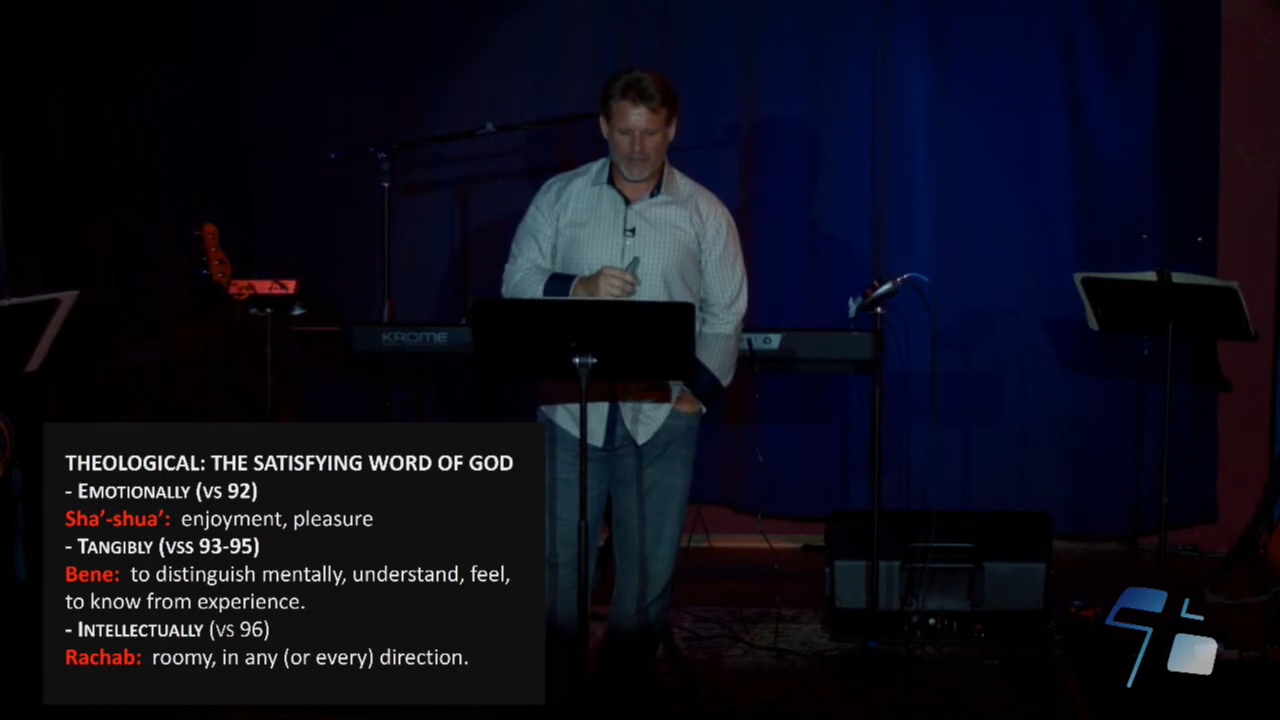 KROME
THEOLOGICAL: THE SATISFYING WORD OF GOD
- EMOTIONALLY (VS 92)
Sha’-shua’: enjoyment, pleasure
- TANGIBLY (VSS 93-95)
Bene: to distinguish mentally, understand, feel,
to know from experience.
- INTELLECTUALLY (VS 96)
Rachab: roomy, in any (or every) direction.